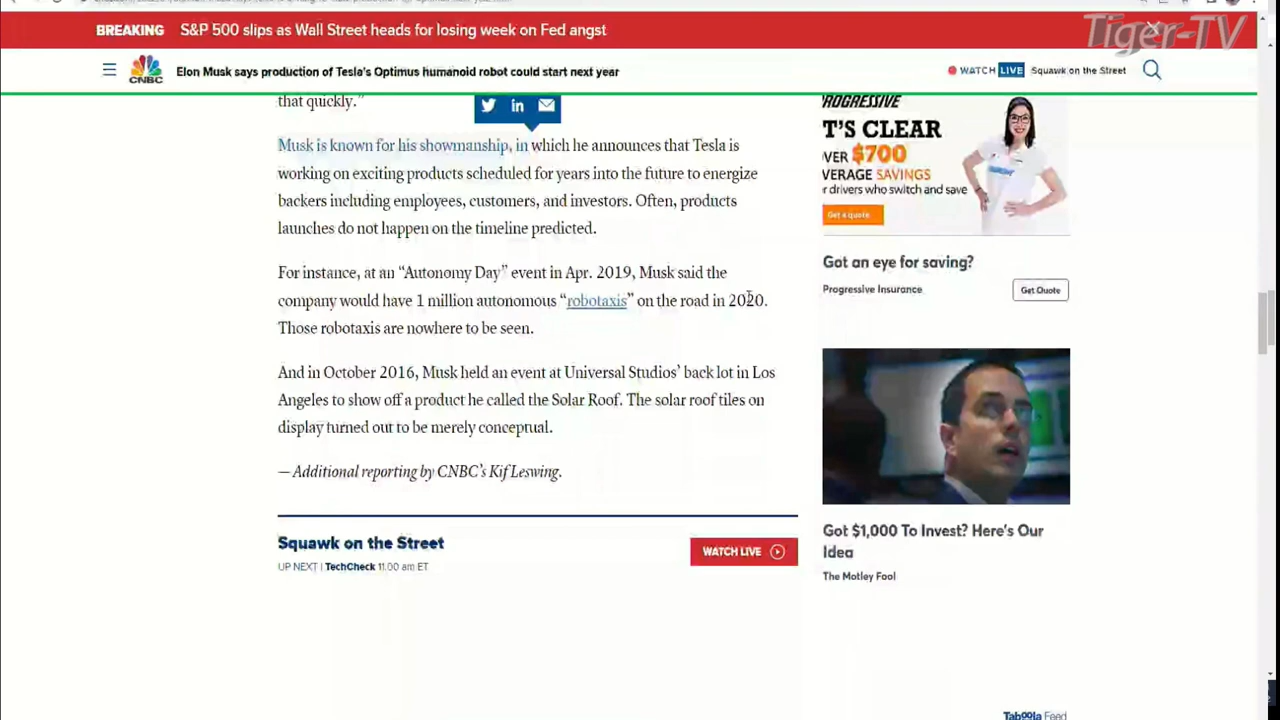 Tiger-TV
BREAKING S&P 500 slips as Wall Street heads for losing week on Fed angst
CNBC
Elon Musk says production of Tesla's Optimus humanoid robot could start next year
WATCH LIVE Squawk on the Street
that quickly."
Musk is known for his showmanship, in which he announces that Tesla is
working on exciting products scheduled for years into the future to energize
backers including employees, customers, and investors. Often, products
launches do not happen on the timeline predicted.
For instance, at an “Autonomy Day” event in Apr. 2019, Musk said the
company would have 1 million autonomous “robotaxis” on the road in 2020.
Those robotaxis are nowhere to be seen.
And in October 2016, Musk held an event at Universal Studios’ back lot in Los
Angeles to show off a product he called the Solar Roof. The solar roof tiles on
display turned out to be merely conceptual.
— Additional reporting by CNBC’s Kif Leswing.
Squawk on the Street
UP NEXT | TechCheck 11:00 am ET
WATCH LIVE
ROGRESSIVE
T'S CLEAR
VER $700
VERAGE SAVINGS
r drivers who switch and save
Get a quote
Got an eye for saving?
Progressive Insurance
Get Quote
Got $1,000 To Invest? Here's Our
Idea
The Motley Fool
Taboola Feed